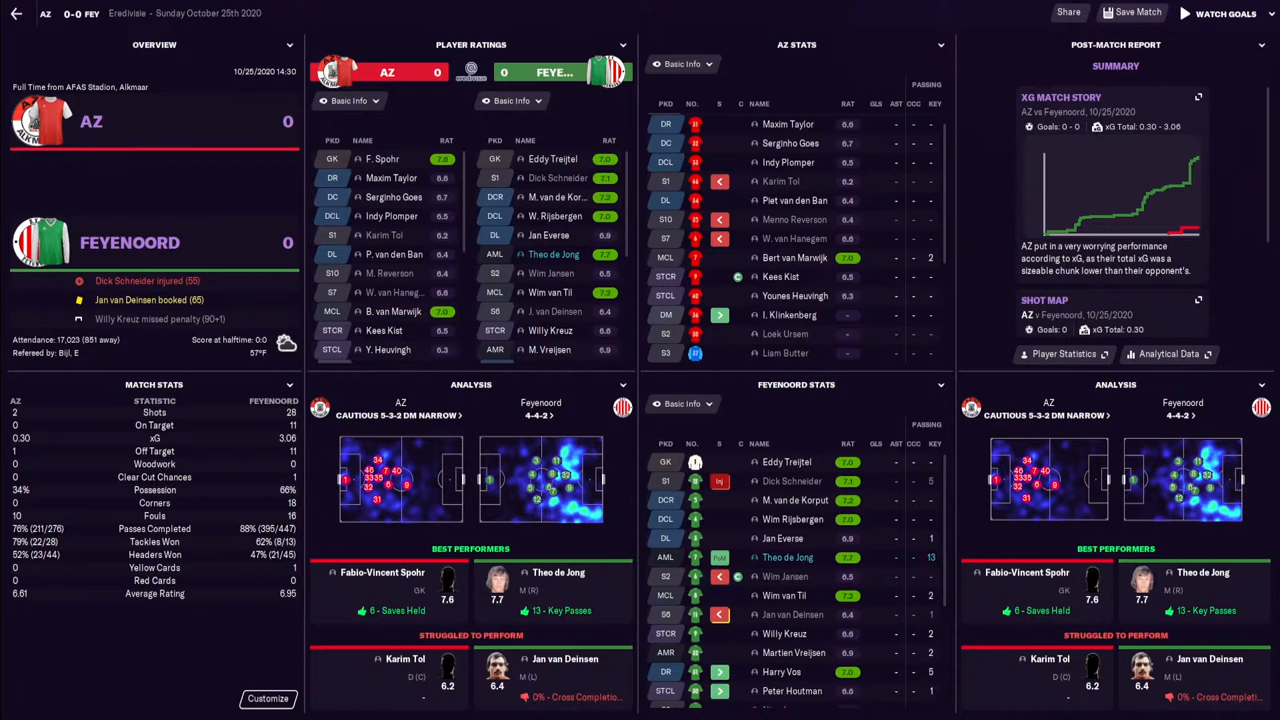 AZ 0-0 FEY Eredivisie - Sunday October 25th 2020 Share Save Match WATCH GOALS
OVERVIEW
10/25/2020 14:30
Full Time from AFAS Stadion, Alkmaar
AZ 0
FEYENOORD 0
Dick Schneider injured (55)
Jan van Deinsen booked (65)
Willy Kreuz missed penalty (90+1)
Attendance: 17,023 (851 away) Score at halftime: 0:0
Refereed by: Bijl, E 57°F
PLAYER RATINGS
AZ 0 0 FEYE...
Basic Info Basic Info
PKD NAME RAT PKD NAME RAT
GK F. Spohr 7.6 GK Eddy Treijtel 7.0
DR Maxim Taylor 6.6 S1 Dick Schneider 7.1
DC Serginho Goes 6.7 DCR M. van de Kor... 7.2
DCL Indy Plomper 6.5 DCL W. Rijsbergen 7.0
S1 Karim Tol 6.2 DL Jan Everse 6.9
DL P. van den Ban 6.4 AML Theo de Jong 7.7
S10 M. Reverson 6.4 S2 Wim Jansen 6.5
S7 W. van Haneg... 6.6 MCL Wim van Til 7.2
MCL B. van Marwijk 7.0 S6 J. van Deinsen 6.4
STCR Kees Kist 6.5 STCR Willy Kreuz 6.6
STCL Y. Heuvingh 6.3 AMR M. Vreijsen 6.9
AZ STATS
Basic Info
PASSING
PKD NO. S C NAME RAT GLS AST CCC KEY
DR 31 Maxim Taylor 6.6 - - - -
DC 32 Serginho Goes 6.7 - - - -
DCL 33 Indy Plomper 6.5 - - - -
S1 Karim Tol 6.2 - - - -
DL 34 Piet van den Ban 6.4 - - - -
S10 35 Menno Reverson 6.4 - - - -
S7 6 W. van Hanegem 6.6 - - - -
MCL 7 Bert van Marwijk 7.0 - - - 2
STCR 9 C Kees Kist 6.5 - - - -
STCL 40 Younes Heuvingh 6.3 - - - -
DM I. Klinkenberg - - - - -
S2 Loek Ursem - - - - -
S3 Liam Butter - - - - -
POST-MATCH REPORT
SUMMARY
XG MATCH STORY
AZ vs Feyenoord, 10/25/2020
Goals: 0 - 0 xG Total: 0.30 - 3.06
AZ put in a very worrying performance
according to xG, as their total xG was a
sizeable chunk lower than their opponent's.
SHOT MAP
AZ v Feyenoord, 10/25/2020
Goals: 0 xG Total: 0.30
Player Statistics Analytical Data
MATCH STATS
AZ STATISTIC FEYENOORD
2 Shots 28
0 On Target 11
0.30 xG 3.06
1 Off Target 11
0 Woodwork 0
0 Clear Cut Chances 1
34% Possession 66%
0 Corners 18
10 Fouls 16
76% (211/276) Passes Completed 88% (395/447)
79% (22/28) Tackles Won 62% (8/13)
52% (23/44) Headers Won 47% (21/45)
0 Yellow Cards 1
0 Red Cards 0
6.61 Average Rating 6.95
Customize
ANALYSIS
AZ Feyenoord
CAUTIOUS 5-3-2 DM NARROW 4-4-2
BEST PERFORMERS
Fabio-Vincent Spohr Theo de Jong
GK 7.6 7.7 M (R)
6 - Saves Held 13 - Key Passes
STRUGGLED TO PERFORM
Karim Tol Jan van Deinsen
D (C) 6.2 6.4 M (L)
- 0% - Cross Completio...
FEYENOORD STATS
Basic Info
PASSING
PKD NO. S C NAME RAT GLS AST CCC KEY
GK 1 Eddy Treijtel 7.0 - - - -
S1 Inj Dick Schneider 7.1 - - - 5
DCR M. van de Korput 7.2 - - - -
DCL 4 Wim Rijsbergen 7.0 - - - -
DL Jan Everse 6.9 - - - 1
AML 7 PoM Theo de Jong 7.7 - - - 13
S2 6 C Wim Jansen 6.5 - - - -
MCL Wim van Til 7.2 - - - 2
S6 11 Jan van Deinsen 6.4 - - - 1
STCR 9 Willy Kreuz 6.6 - - - 2
AMR 32 Martien Vreijsen 6.9 - - - 2
DR Harry Vos 7.0 - - - 5
STCL Peter Houtman 6.6 - - - 1
ANALYSIS
AZ Feyenoord
CAUTIOUS 5-3-2 DM NARROW 4-4-2
BEST PERFORMERS
Fabio-Vincent Spohr Theo de Jong
GK 7.6 7.7 M (R)
6 - Saves Held 13 - Key Passes
STRUGGLED TO PERFORM
Karim Tol Jan van Deinsen
D (C) 6.2 6.4 M (L)
- 0% - Cross Completi...